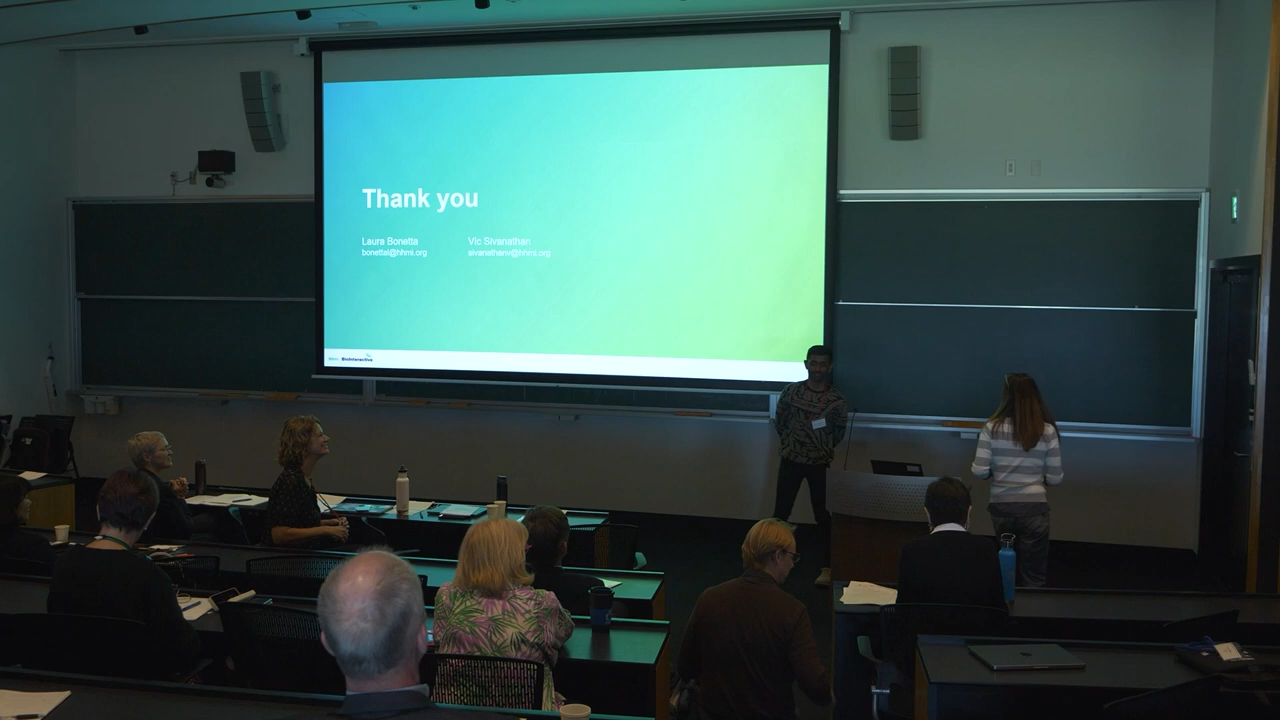 Thank you
Laura Bonetta Vic Sivanathan
bonettal@hhmi.org sivanathanv@hhmi.org
BioInteractive